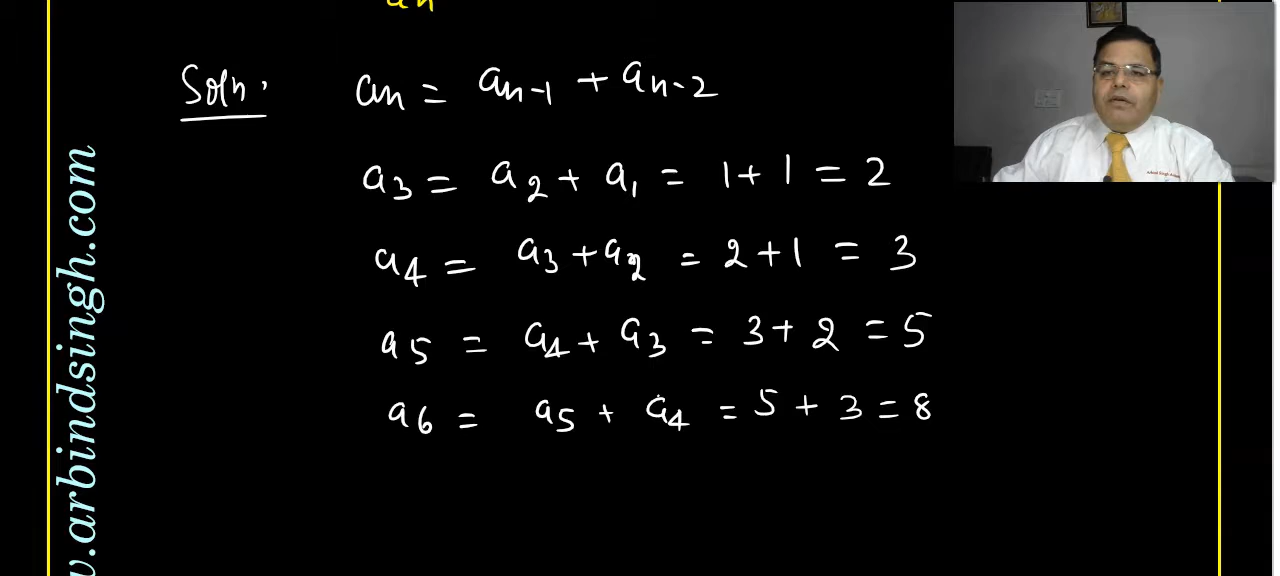 an
Soln.
an = an-1 + an-2
a3 = a2 + a1 = 1 + 1 = 2
a4 = a3 + a2 = 2 + 1 = 3
a5 = a4 + a3 = 3 + 2 = 5
a6 = a5 + a4 = 5 + 3 = 8
.arbindsingh.com